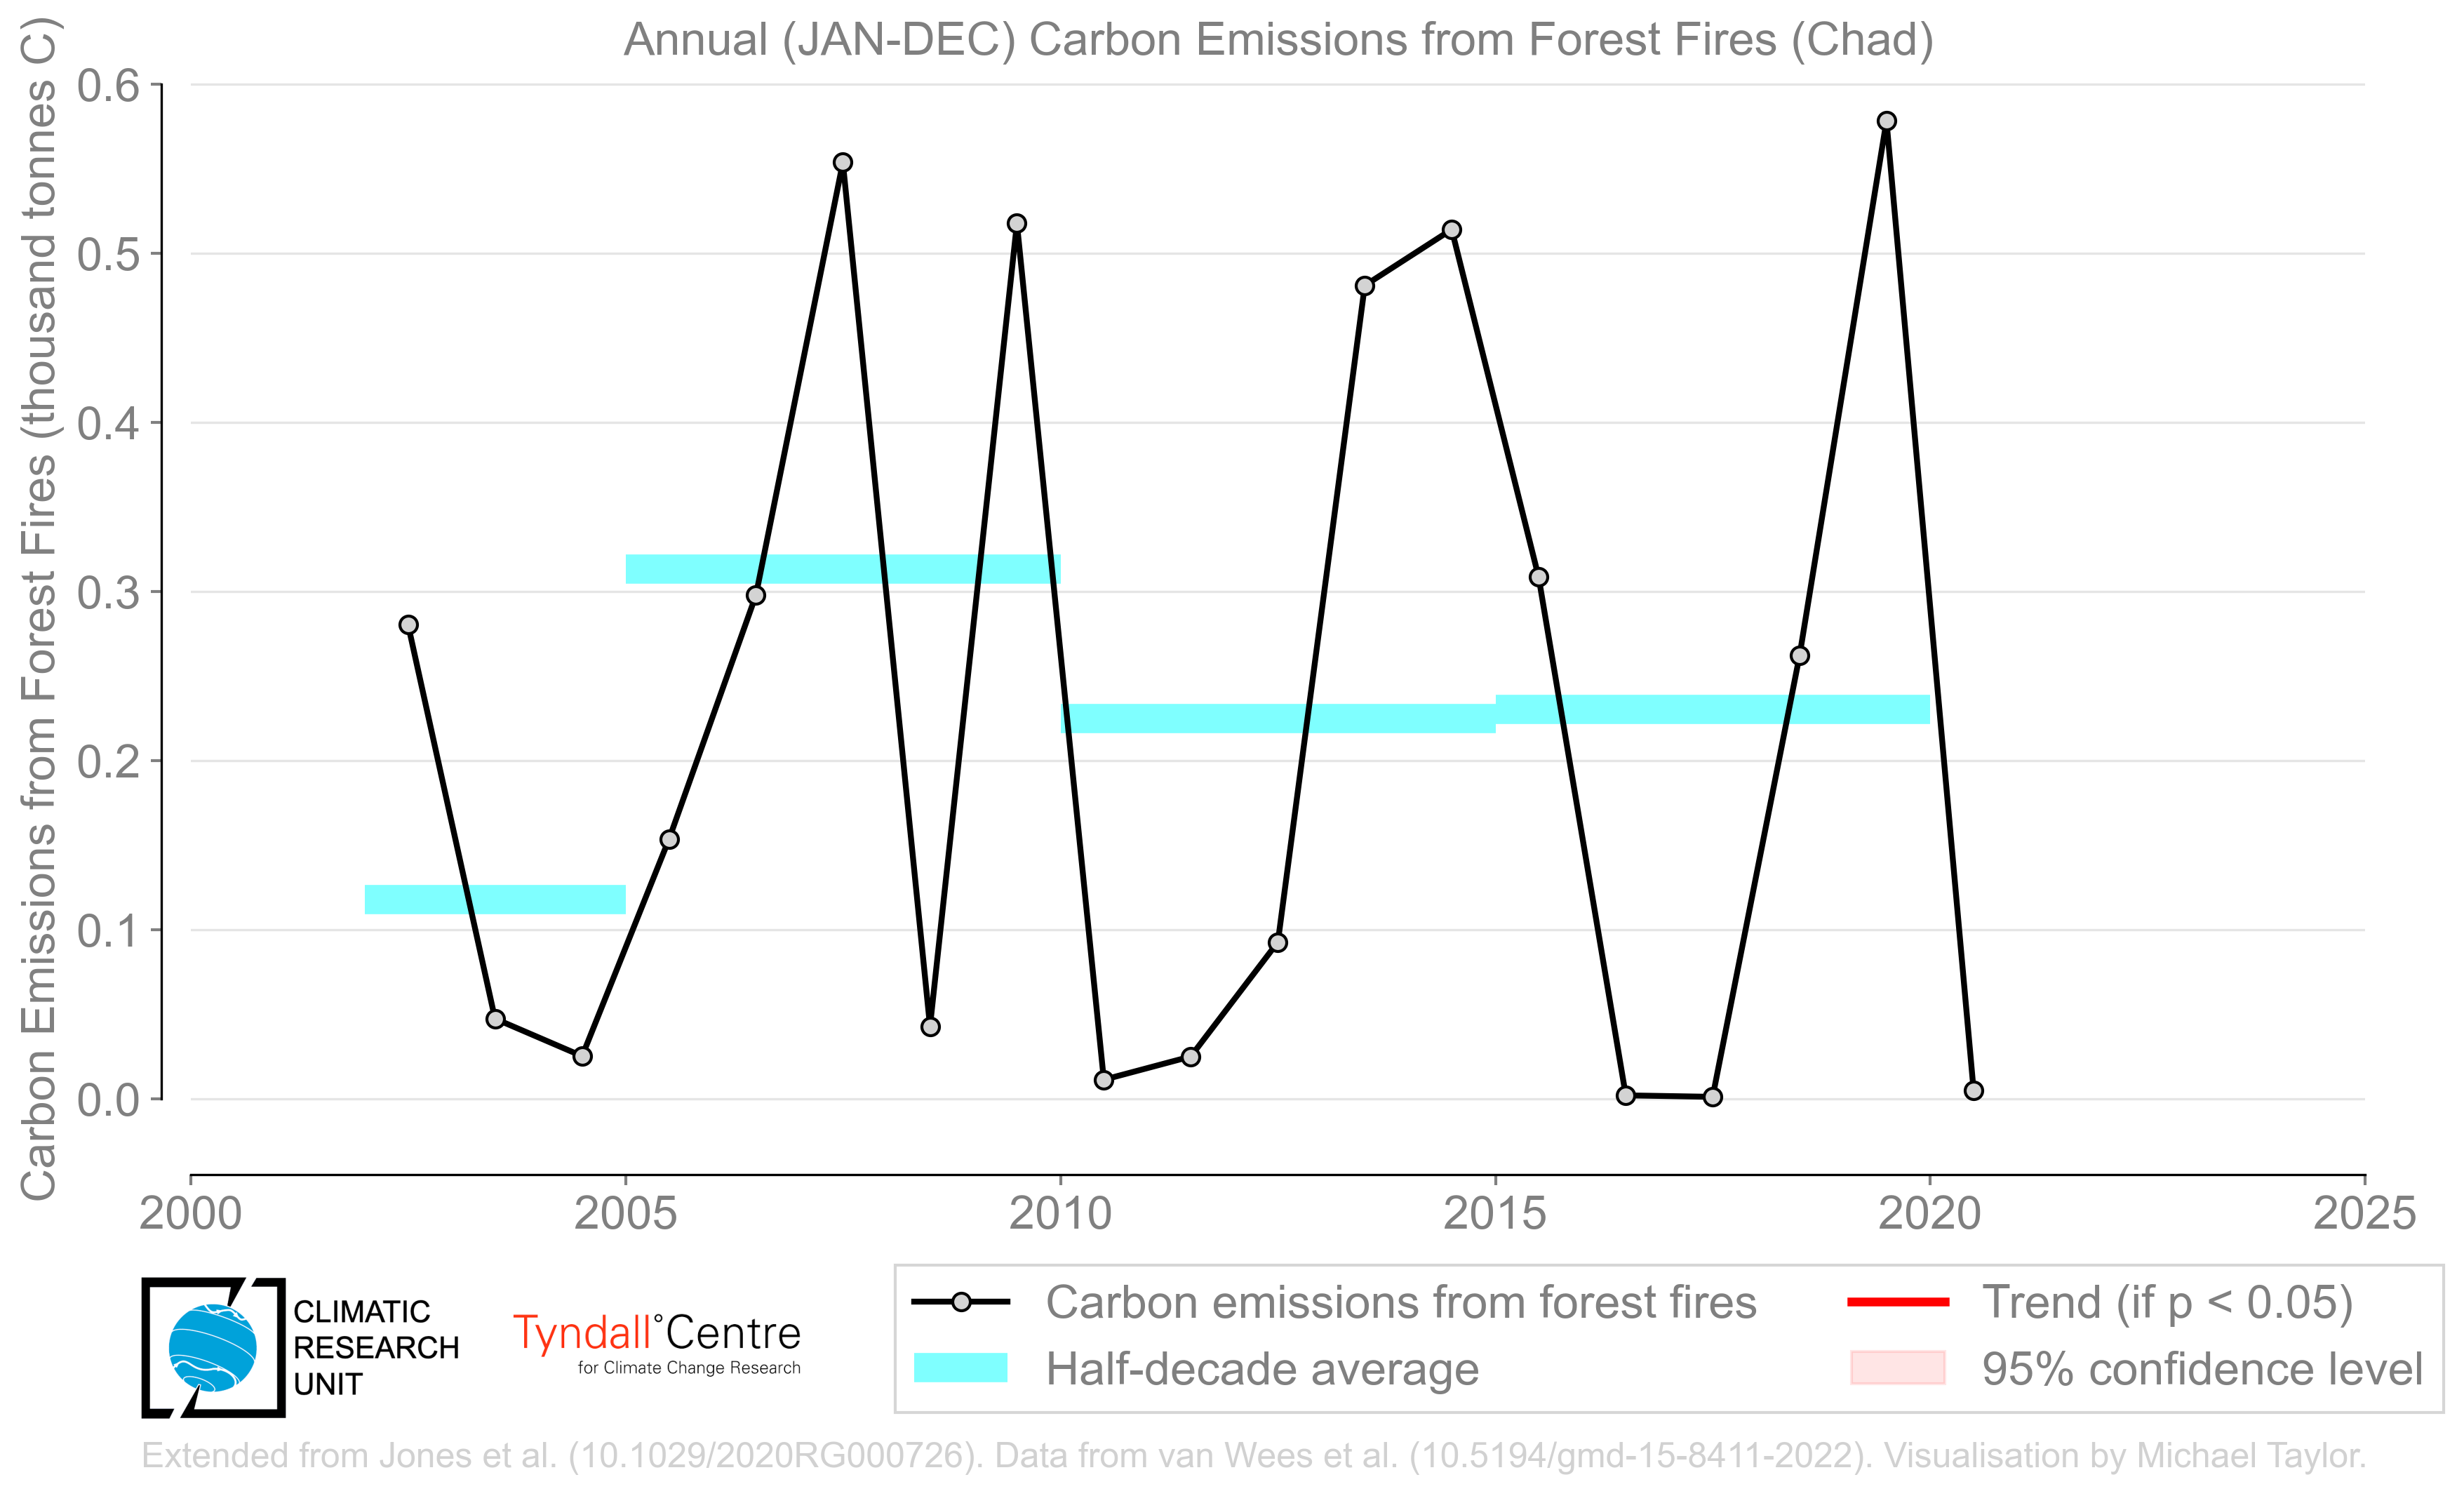 Annual (JAN-DEC) Carbon Emissions from Forest Fires (Chad)
Carbon Emissions from Forest Fires (thousand tonnes C)
0.6
0.5
0.4
0.3
0.2
0.1
0.0
2000 2005 2010 2015 2020 2025
CLIMATIC
RESEARCH
UNIT
Tyndall°Centre
for Climate Change Research
Carbon emissions from forest fires
Half-decade average
Trend (if p < 0.05)
95% confidence level
Extended from Jones et al. (10.1029/2020RG000726). Data from van Wees et al. (10.5194/gmd-15-8411-2022). Visualisation by Michael Taylor.